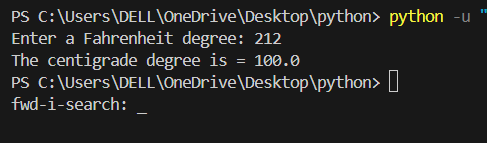 PS C:\Users\DELL\OneDrive\Desktop\python> python -u "
Enter a Fahrenheit degree: 212
The centigrade degree is = 100.0
PS C:\Users\DELL\OneDrive\Desktop\python>
fwd-i-search: _